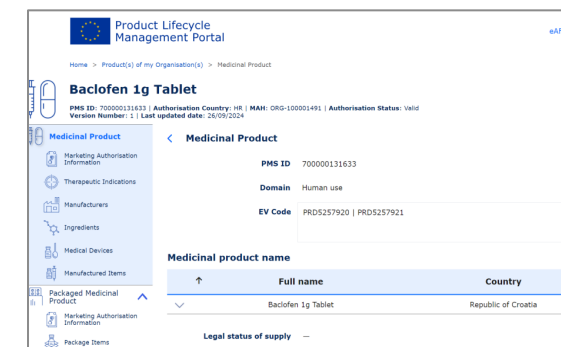 Product Lifecycle
Management Portal
eAF
Home > Product(s) of my Organisation(s) > Medicinal Product
Baclofen 1g Tablet
PMS ID: 700000131633 | Authorisation Country: HR | MAH: ORG-100001491 | Authorisation Status: Valid
Version Number: 1 | Last updated date: 26/09/2024
Medicinal Product
Marketing Authorisation
Information
Therapeutic Indications
Manufacturers
Ingredients
Medical Devices
Manufactured Items
Packaged Medicinal
Product
Marketing Authorisation
Information
Package Items
Medicinal Product
PMS ID 700000131633
Domain Human use
EV Code PRD5257920 | PRD5257921
Medicinal product name
Full name Country
Baclofen 1g Tablet Republic of Croatia
Legal status of supply —